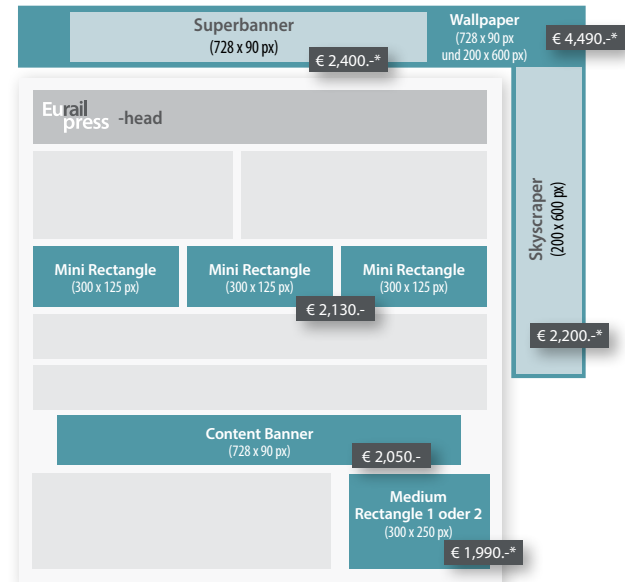 Superbanner
(728 x 90 px)
€ 2,400.-*
Wallpaper
(728 x 90 px
und 200 x 600 px)
€ 4,490.-*
Eurail
press
-head
Skyscraper
(200 x 600 px)
€ 2,200.-*
Mini Rectangle
(300 x 125 px)
Mini Rectangle
(300 x 125 px)
Mini Rectangle
(300 x 125 px)
€ 2,130.-
Content Banner
(728 x 90 px)
€ 2,050.-
Medium
Rectangle 1 oder 2
(300 x 250 px)
€ 1,990.-*